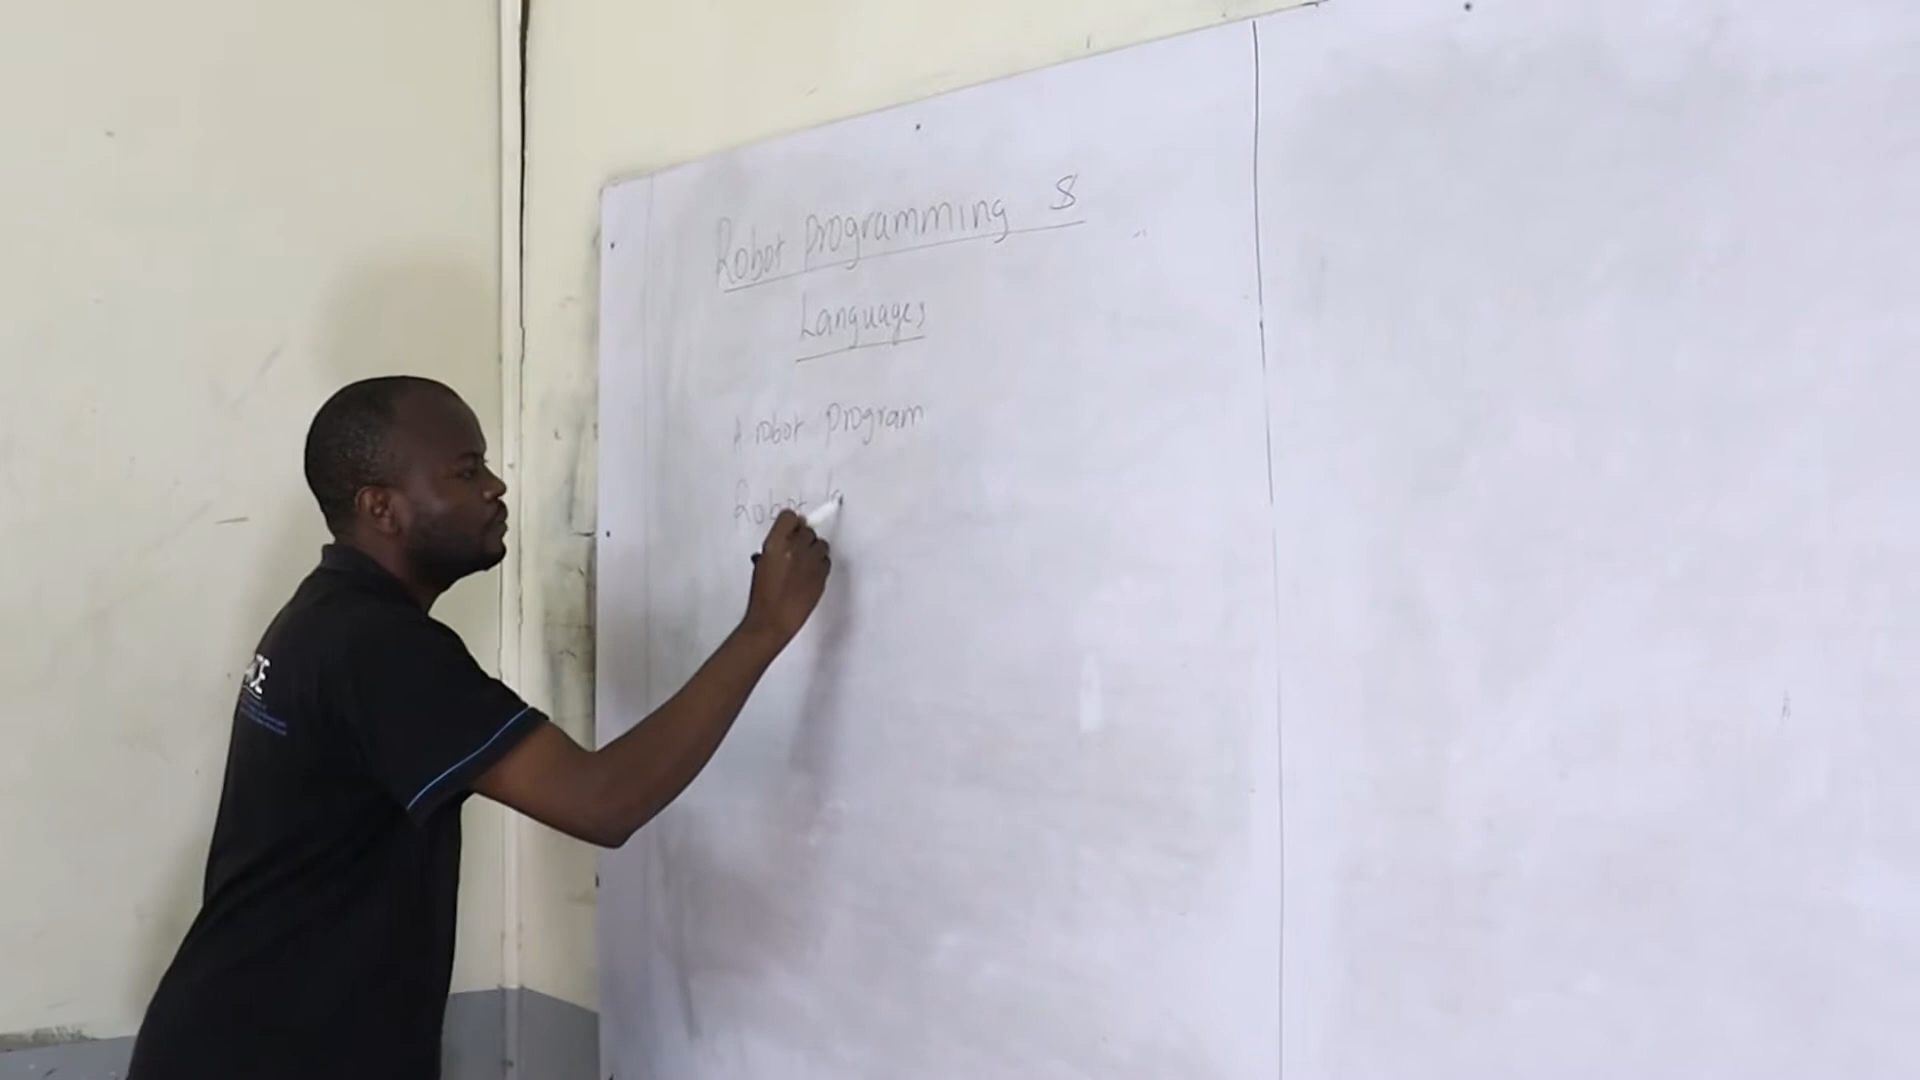 Robot programming &
Languages
A robot program
Robot la